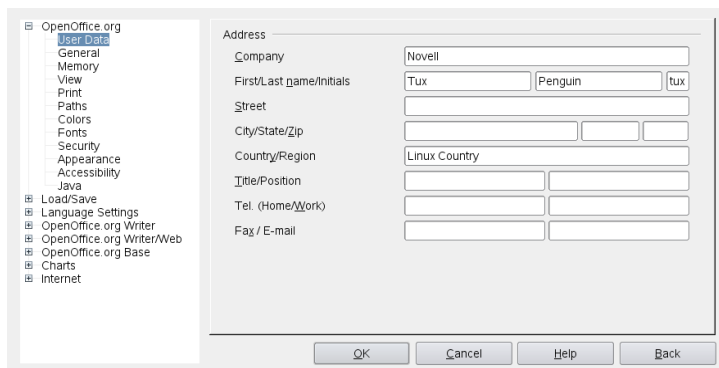 OpenOffice.org
User Data
General
Memory
View
Print
Paths
Colors
Fonts
Security
Appearance
Accessibility
Java
Load/Save
Language Settings
OpenOffice.org Writer
OpenOffice.org Writer/Web
OpenOffice.org Base
Charts
Internet
Address
Company Novell
First/Last name/Initials Tux Penguin tux
Street
City/State/Zip
Country/Region Linux Country
Title/Position
Tel. (Home/Work)
Fax / E-mail
OK Cancel Help Back